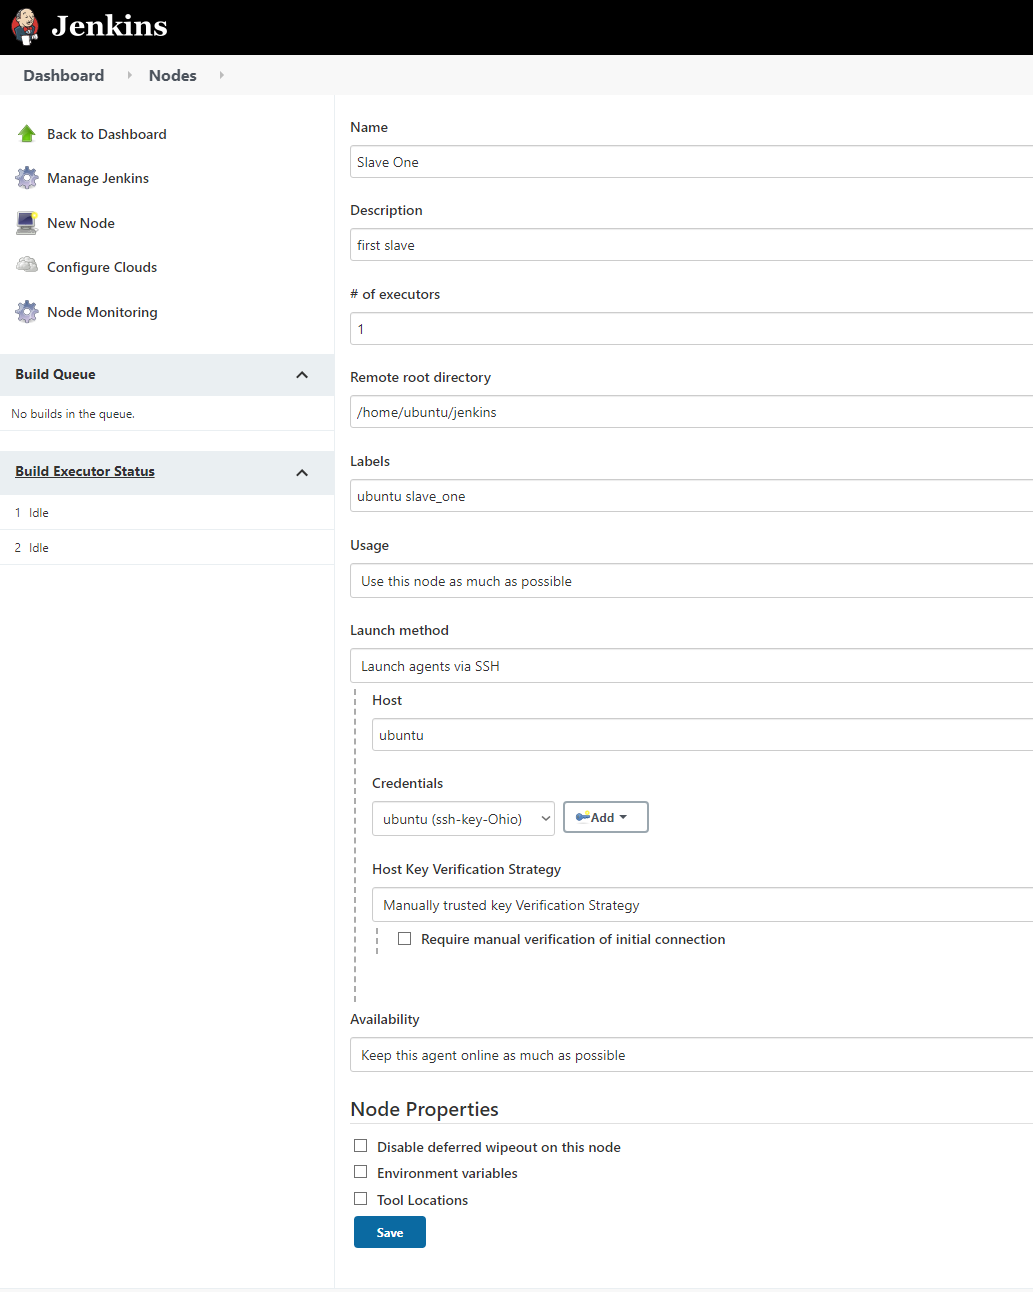 Jenkins
Dashboard Nodes
Back to Dashboard
Manage Jenkins
New Node
Configure Clouds
Node Monitoring
Build Queue
No builds in the queue.
Build Executor Status
1 Idle
2 Idle
Name
Slave One
Description
first slave
# of executors
1
Remote root directory
/home/ubuntu/jenkins
Labels
ubuntu slave_one
Usage
Use this node as much as possible
Launch method
Launch agents via SSH
Host
ubuntu
Credentials
ubuntu (ssh-key-Ohio) Add
Host Key Verification Strategy
Manually trusted key Verification Strategy
Require manual verification of initial connection
Availability
Keep this agent online as much as possible
Node Properties
Disable deferred wipeout on this node
Environment variables
Tool Locations
Save